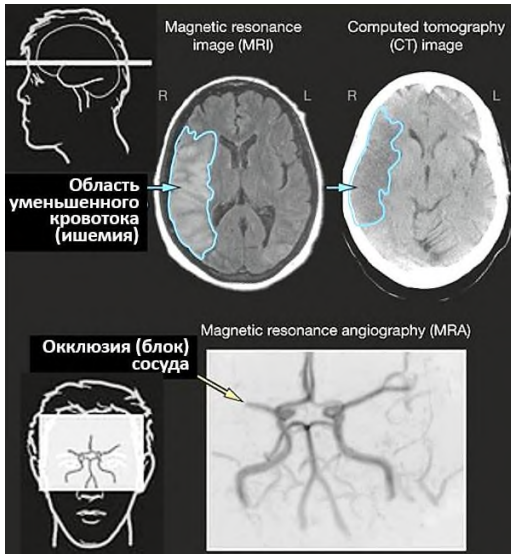 Magnetic resonance
image (MRI)
Computed tomography
(CT) image
R
L
R
L
Область
уменьшенного
кровотока
(ишемия)
Magnetic resonance angiography (MRA)
Окклюзия (блок)
сосуда